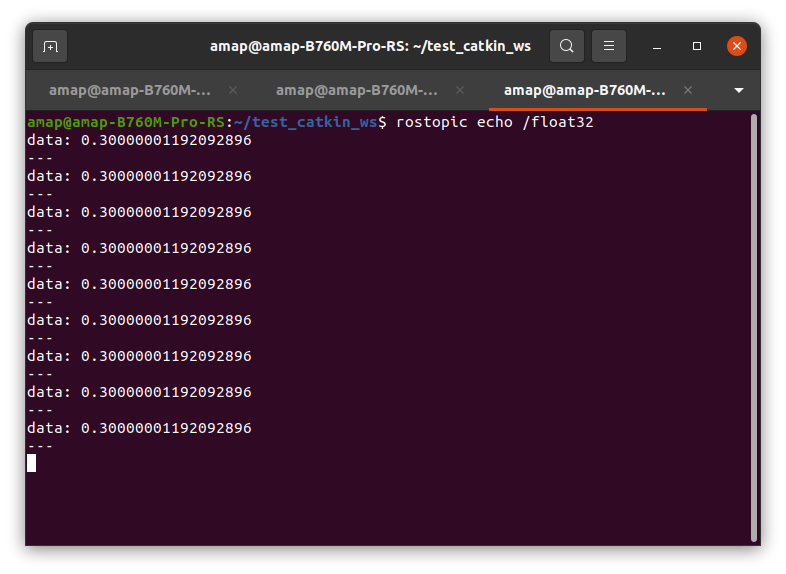 amap@amap-B760M-Pro-RS: ~/test_catkin_ws
amap@amap-B760M-... amap@amap-B760M-... amap@amap-B760M-...
amap@amap-B760M-Pro-RS:~/test_catkin_ws$ rostopic echo /float32
data: 0.30000001192092896
---
data: 0.30000001192092896
---
data: 0.30000001192092896
---
data: 0.30000001192092896
---
data: 0.30000001192092896
---
data: 0.30000001192092896
---
data: 0.30000001192092896
---
data: 0.30000001192092896
---
data: 0.30000001192092896
---